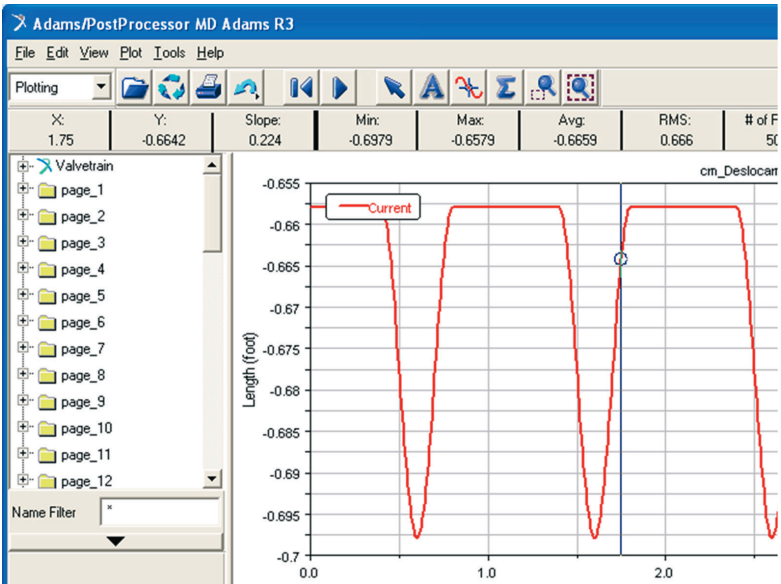 Adams/PostProcessor MD Adams R3
File Edit View Plot Tools Help
Plotting
X: Y: Slope: Min: Max: Avg: RMS: # of F
1.75 -0.6642 0.224 -0.6979 -0.6579 -0.6659 0.666 50
Valvetrain
page_1
page_2
page_3
page_4
page_5
page_6
page_7
page_8
page_9
page_10
page_11
page_12
Name Filter *
cm_Deslocam
Current
Length (foot)
-0.655
-0.66
-0.665
-0.67
-0.675
-0.68
-0.685
-0.69
-0.695
-0.7
0.0 1.0 2.0